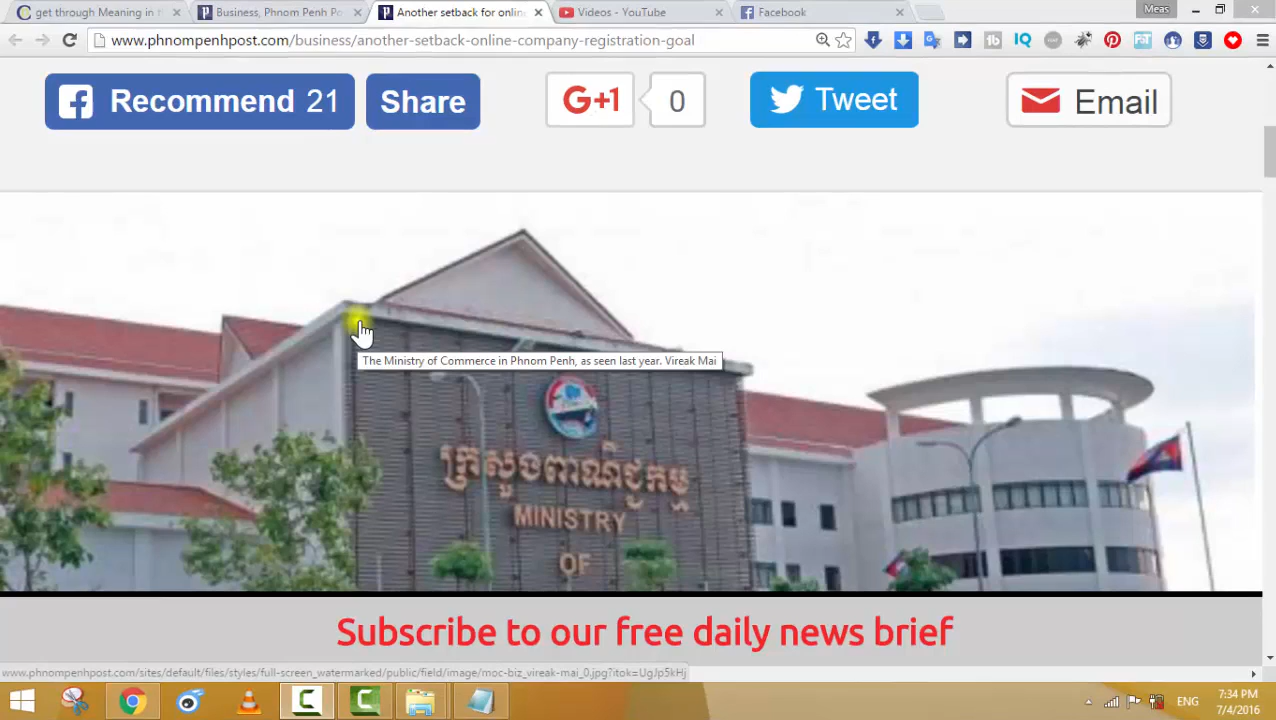 get through Meaning in t
Business, Phnom Penh Po
Another setback for onlin
Videos - YouTube
Facebook
Meas
www.phnompenhpost.com/business/another-setback-online-company-registration-goal
Recommend 21
Share
G+1
0
Tweet
Email
The Ministry of Commerce in Phnom Penh, as seen last year. Vireak Mai
ក្រសួងពាណិជ្ជកម្ម
MINISTRY
OF
Subscribe to our free daily news brief
www.phnompenhpost.com/sites/default/files/styles/full-screen_watermarked/public/field/image/moc-biz_vireak-mai_0.jpg?itok=UgJp5kHj
ENG
7:34 PM
7/4/2016